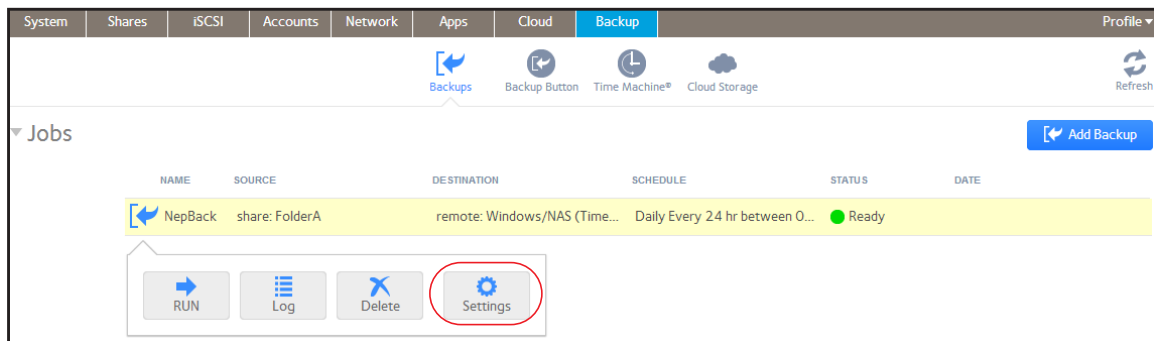 System Shares iSCSI Accounts Network Apps Cloud Backup Profile
Backups Backup Button Time Machine® Cloud Storage Refresh
Jobs Add Backup
NAME SOURCE DESTINATION SCHEDULE STATUS DATE
NepBack share: FolderA remote: Windows/NAS (Time... Daily Every 24 hr between 0... Ready
RUN Log Delete Settings